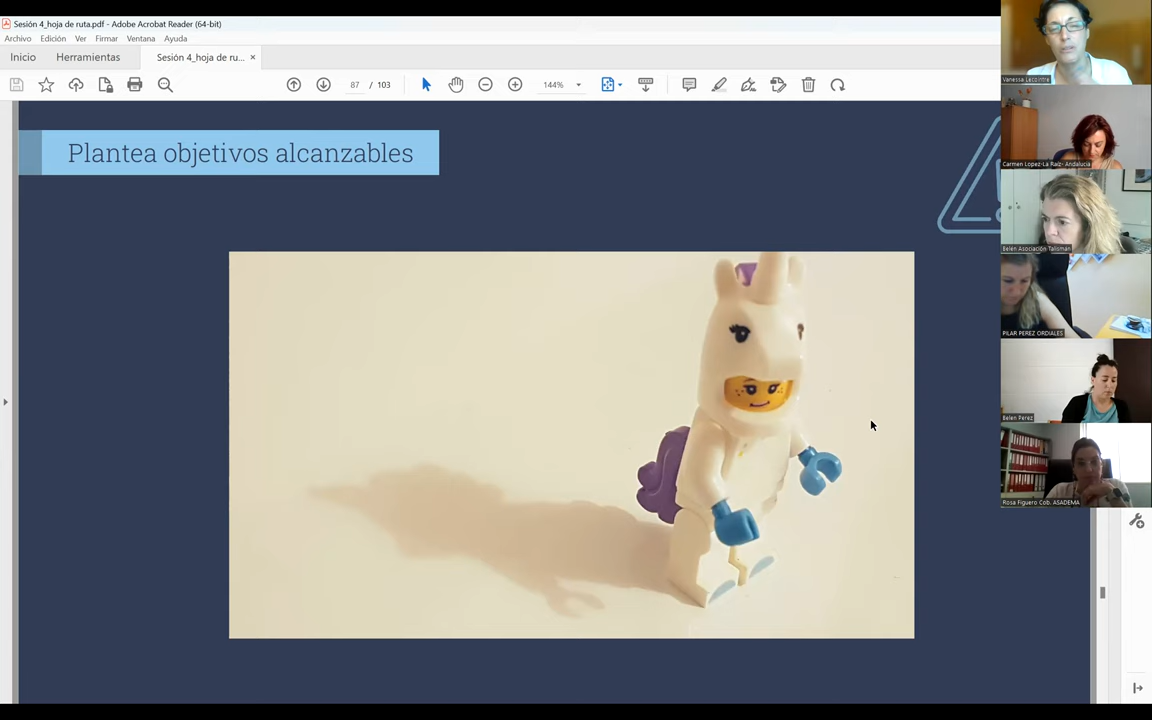 Sesión 4_hoja de ruta.pdf - Adobe Acrobat Reader (64-bit)
Archivo Edición Ver Firmar Ventana Ayuda
Inicio Herramientas Sesión 4_hoja de ru... ×
87 / 103 144%
Plantea objetivos alcanzables
Vanessa Lecointre
Carmen Lopez-La Raíz- Andalucía
Belen Asociación Talismán
PILAR PEREZ ORDIALES
Belen Perez
Rosa Figuero Cob. ASADEMA